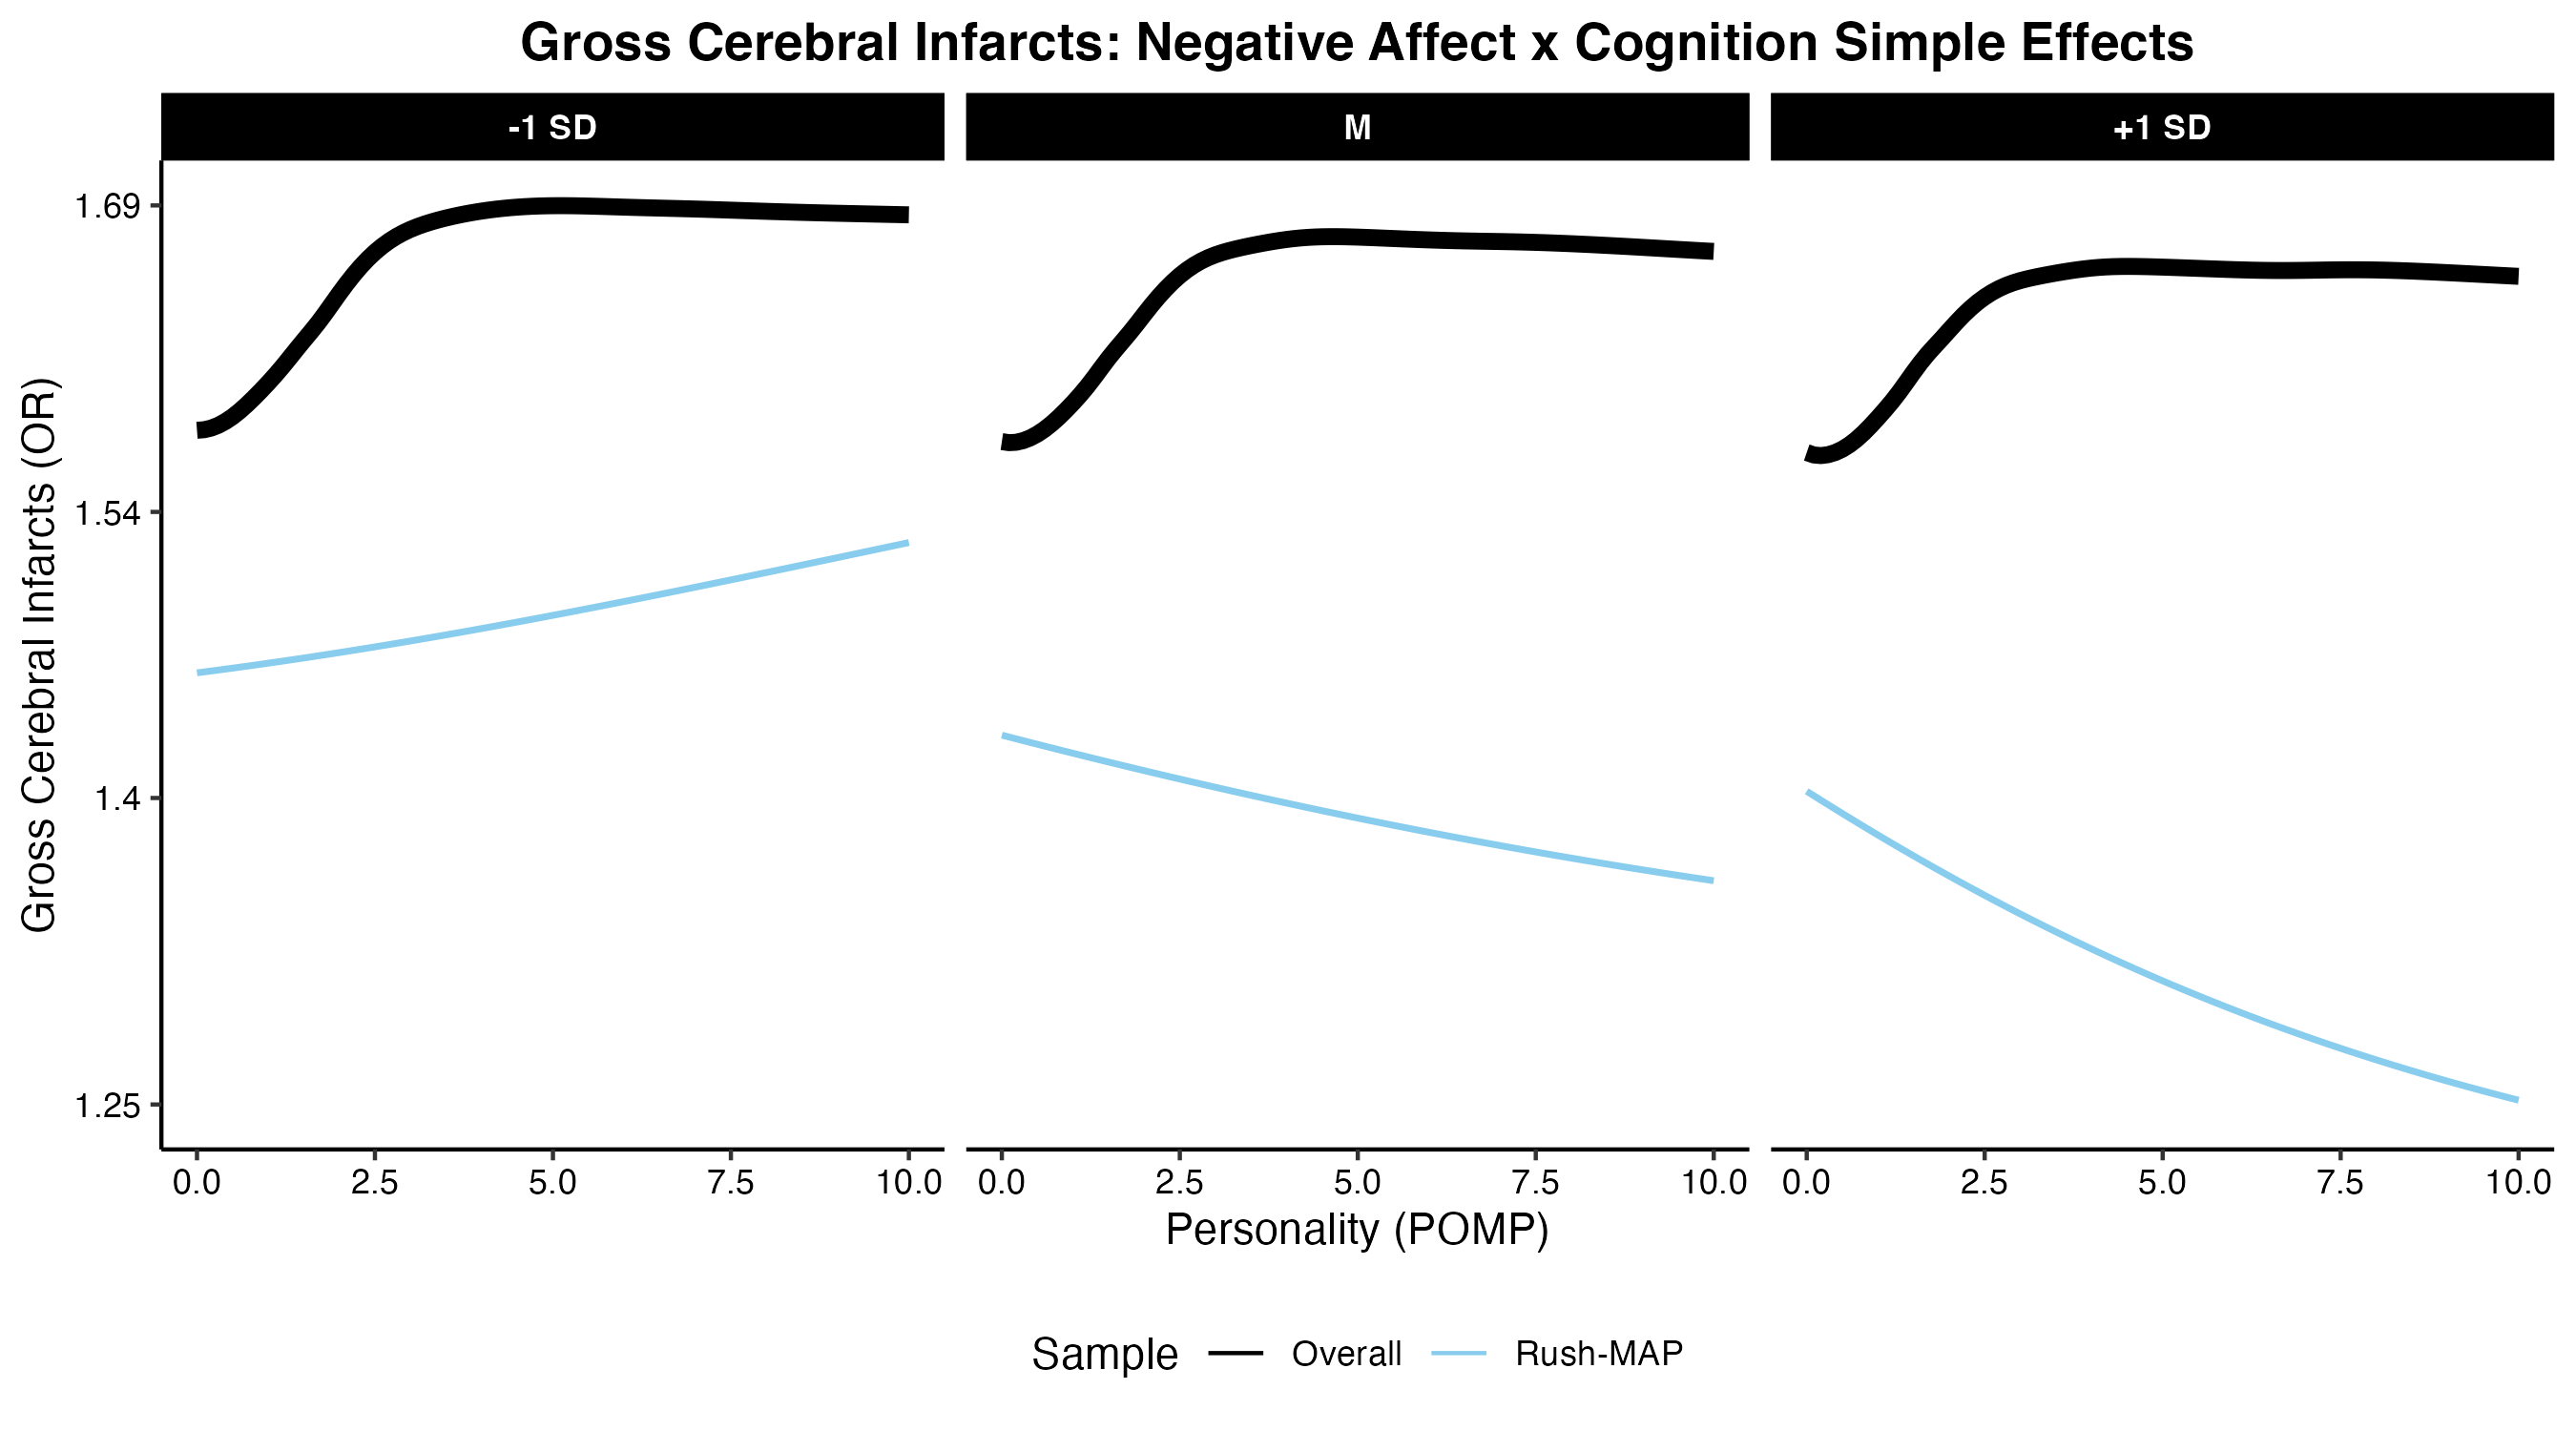 Gross Cerebral Infarcts: Negative Affect x Cognition Simple Effects
-1 SD M +1 SD
Gross Cerebral Infarcts (OR)
1.69
1.54
1.4
1.25
0.0 2.5 5.0 7.5 10.0 0.0 2.5 5.0 7.5 10.0 0.0 2.5 5.0 7.5 10.0
Personality (POMP)
Sample Overall Rush-MAP